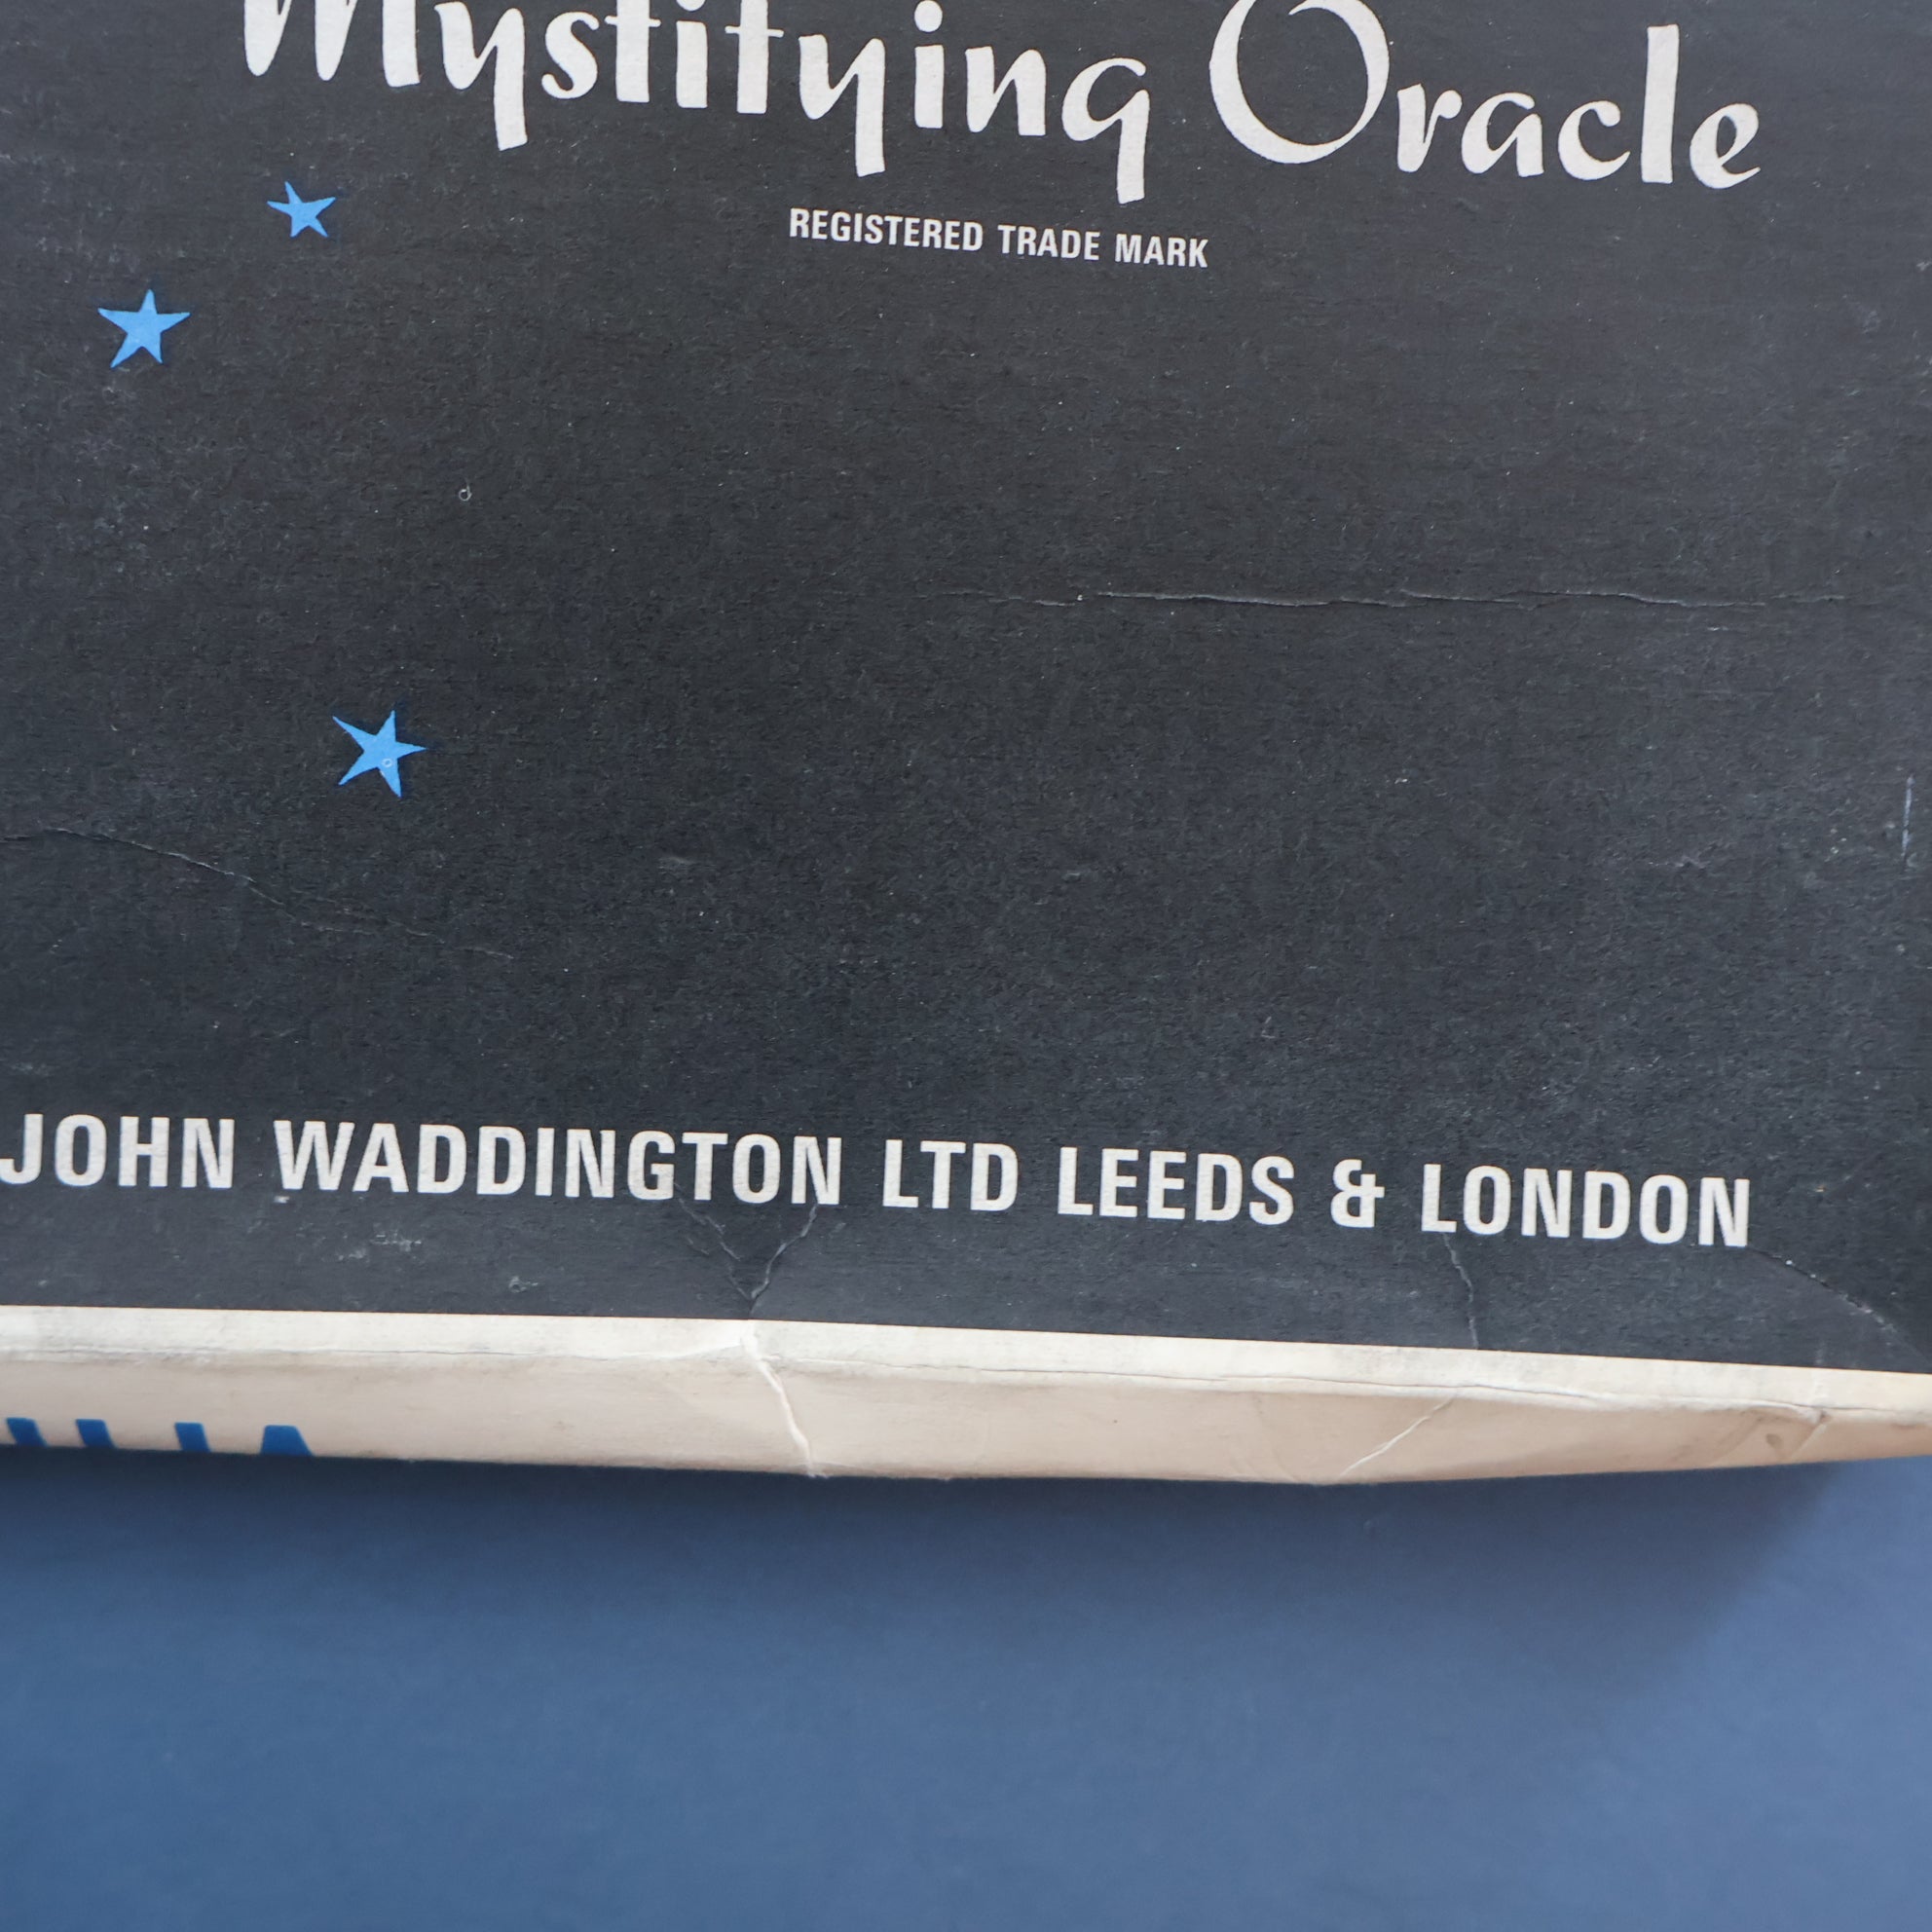 Mystifying Oracle
REGISTERED TRADE MARK
JOHN WADDINGTON LTD LEEDS & LONDON